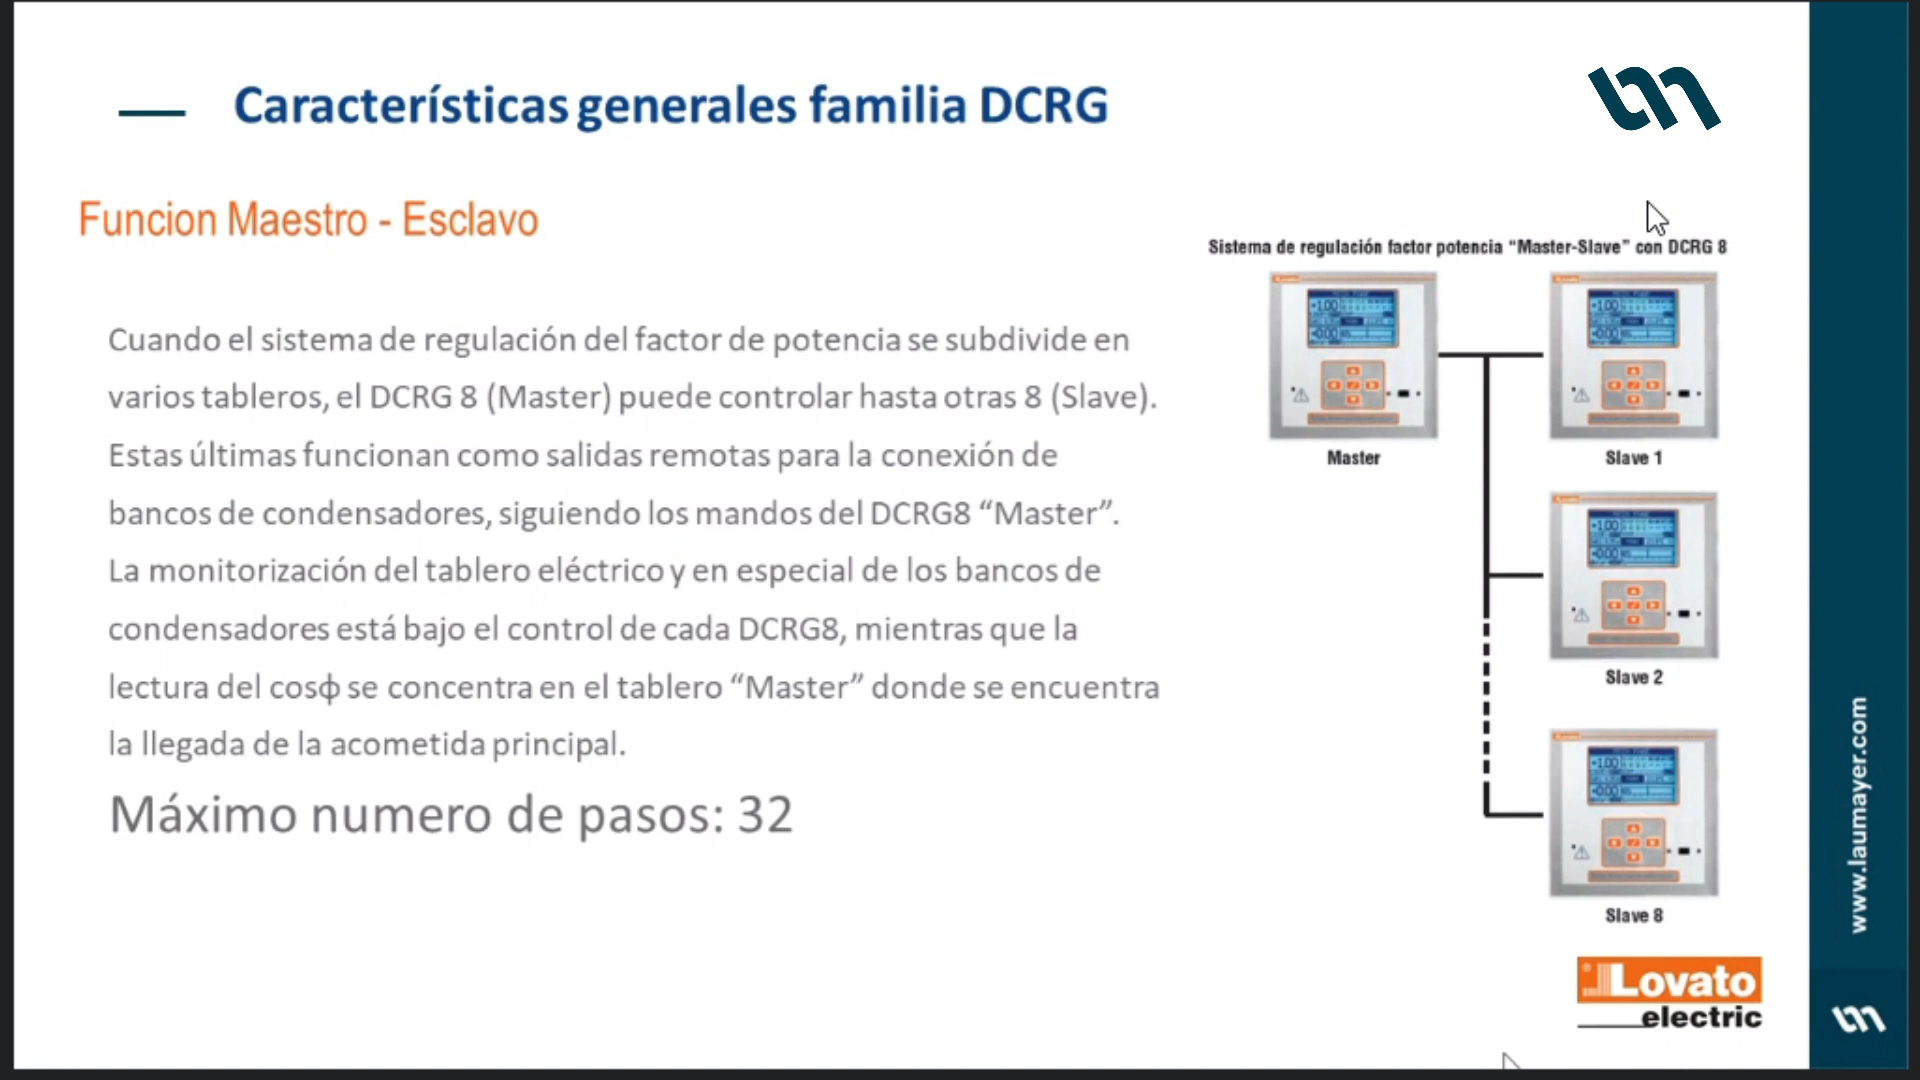 Características generales familia DCRG
Funcion Maestro - Esclavo
Cuando el sistema de regulación del factor de potencia se subdivide en
varios tableros, el DCRG 8 (Master) puede controlar hasta otras 8 (Slave).
Estas últimas funcionan como salidas remotas para la conexión de
bancos de condensadores, siguiendo los mandos del DCRG8 “Master”.
La monitorización del tablero eléctrico y en especial de los bancos de
condensadores está bajo el control de cada DCRG8, mientras que la
lectura del cosϕ se concentra en el tablero “Master” donde se encuentra
la llegada de la acometida principal.
Máximo numero de pasos: 32
Sistema de regulación factor potencia “Master-Slave” con DCRG 8
Master
Slave 1
Slave 2
Slave 8
Lovato
electric
www.laumayer.com